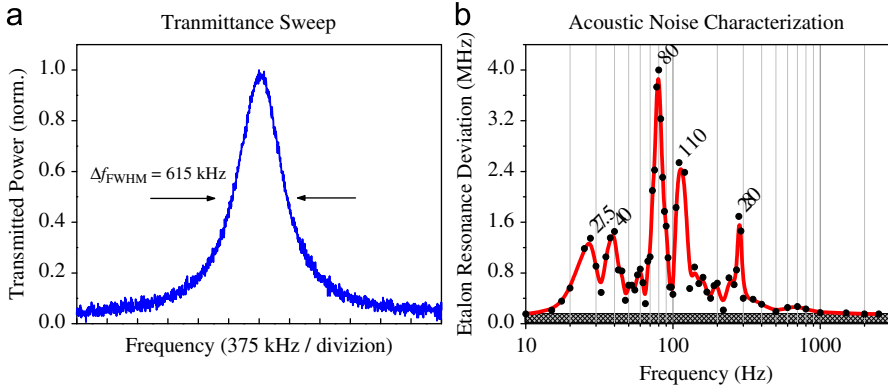 a
Tranmittance Sweep
Transmitted Power (norm.)
1.0
0.8
0.6
0.4
0.2
0.0
Δf_FWHM = 615 kHz
Frequency (375 kHz / divizion)
b
Acoustic Noise Characterization
Etalon Resonance Deviation (MHz)
4.0
3.2
2.4
1.6
0.8
0.0
27.5
40
80
110
280
10
100
1000
Frequency (Hz)